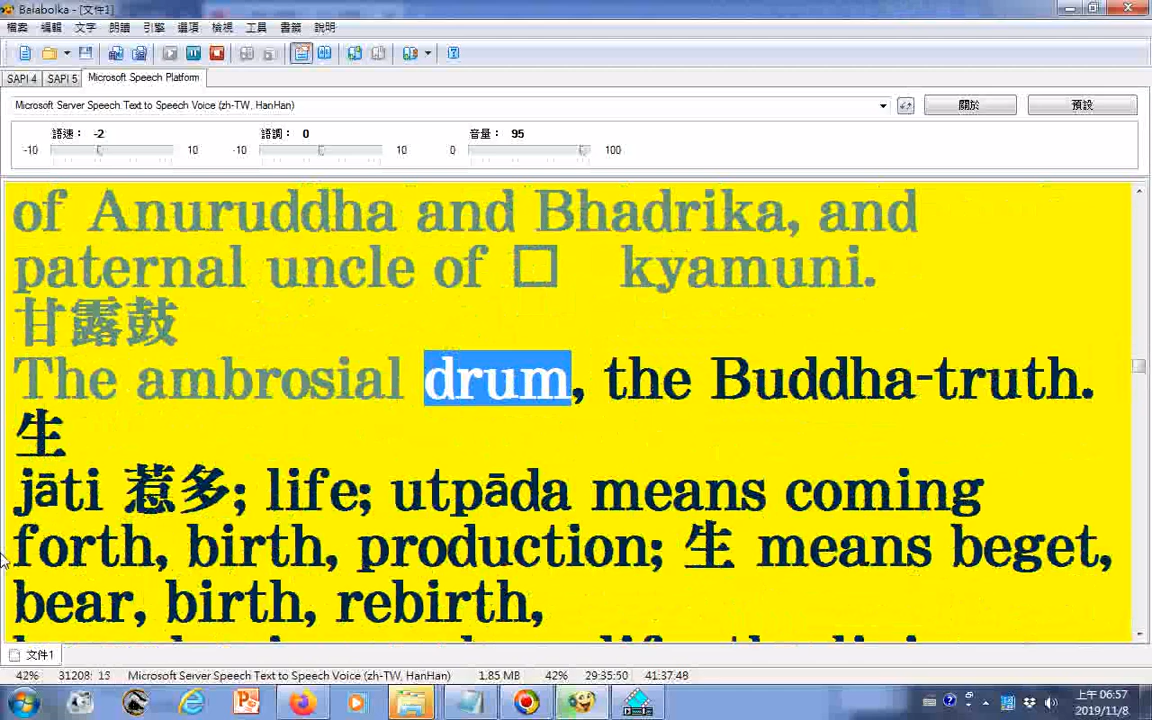 Balabolka - [文件1]
檔案 編輯 文字 朗讀 引擎 選項 檢視 工具 書籤 說明
SAPI 4 SAPI 5 Microsoft Speech Platform
Microsoft Server Speech Text to Speech Voice (zh-TW, HanHan) 關於 預設
語速： -2 語調： 0 音量： 95
-10 10 -10 10 0 100
of Anuruddha and Bhadrika, and
paternal uncle of □ kyamuni.
甘露鼓
The ambrosial drum, the Buddha-truth.
生
jāti 惹多; life; utpāda means coming
forth, birth, production; 生 means beget,
bear, birth, rebirth,
文件1
42% 31208: 13 Microsoft Server Speech Text to Speech Voice (zh-TW, HanHan) 1.85 MB 42% 29:35:50 41:37:48
上午 06:57
2019/11/8